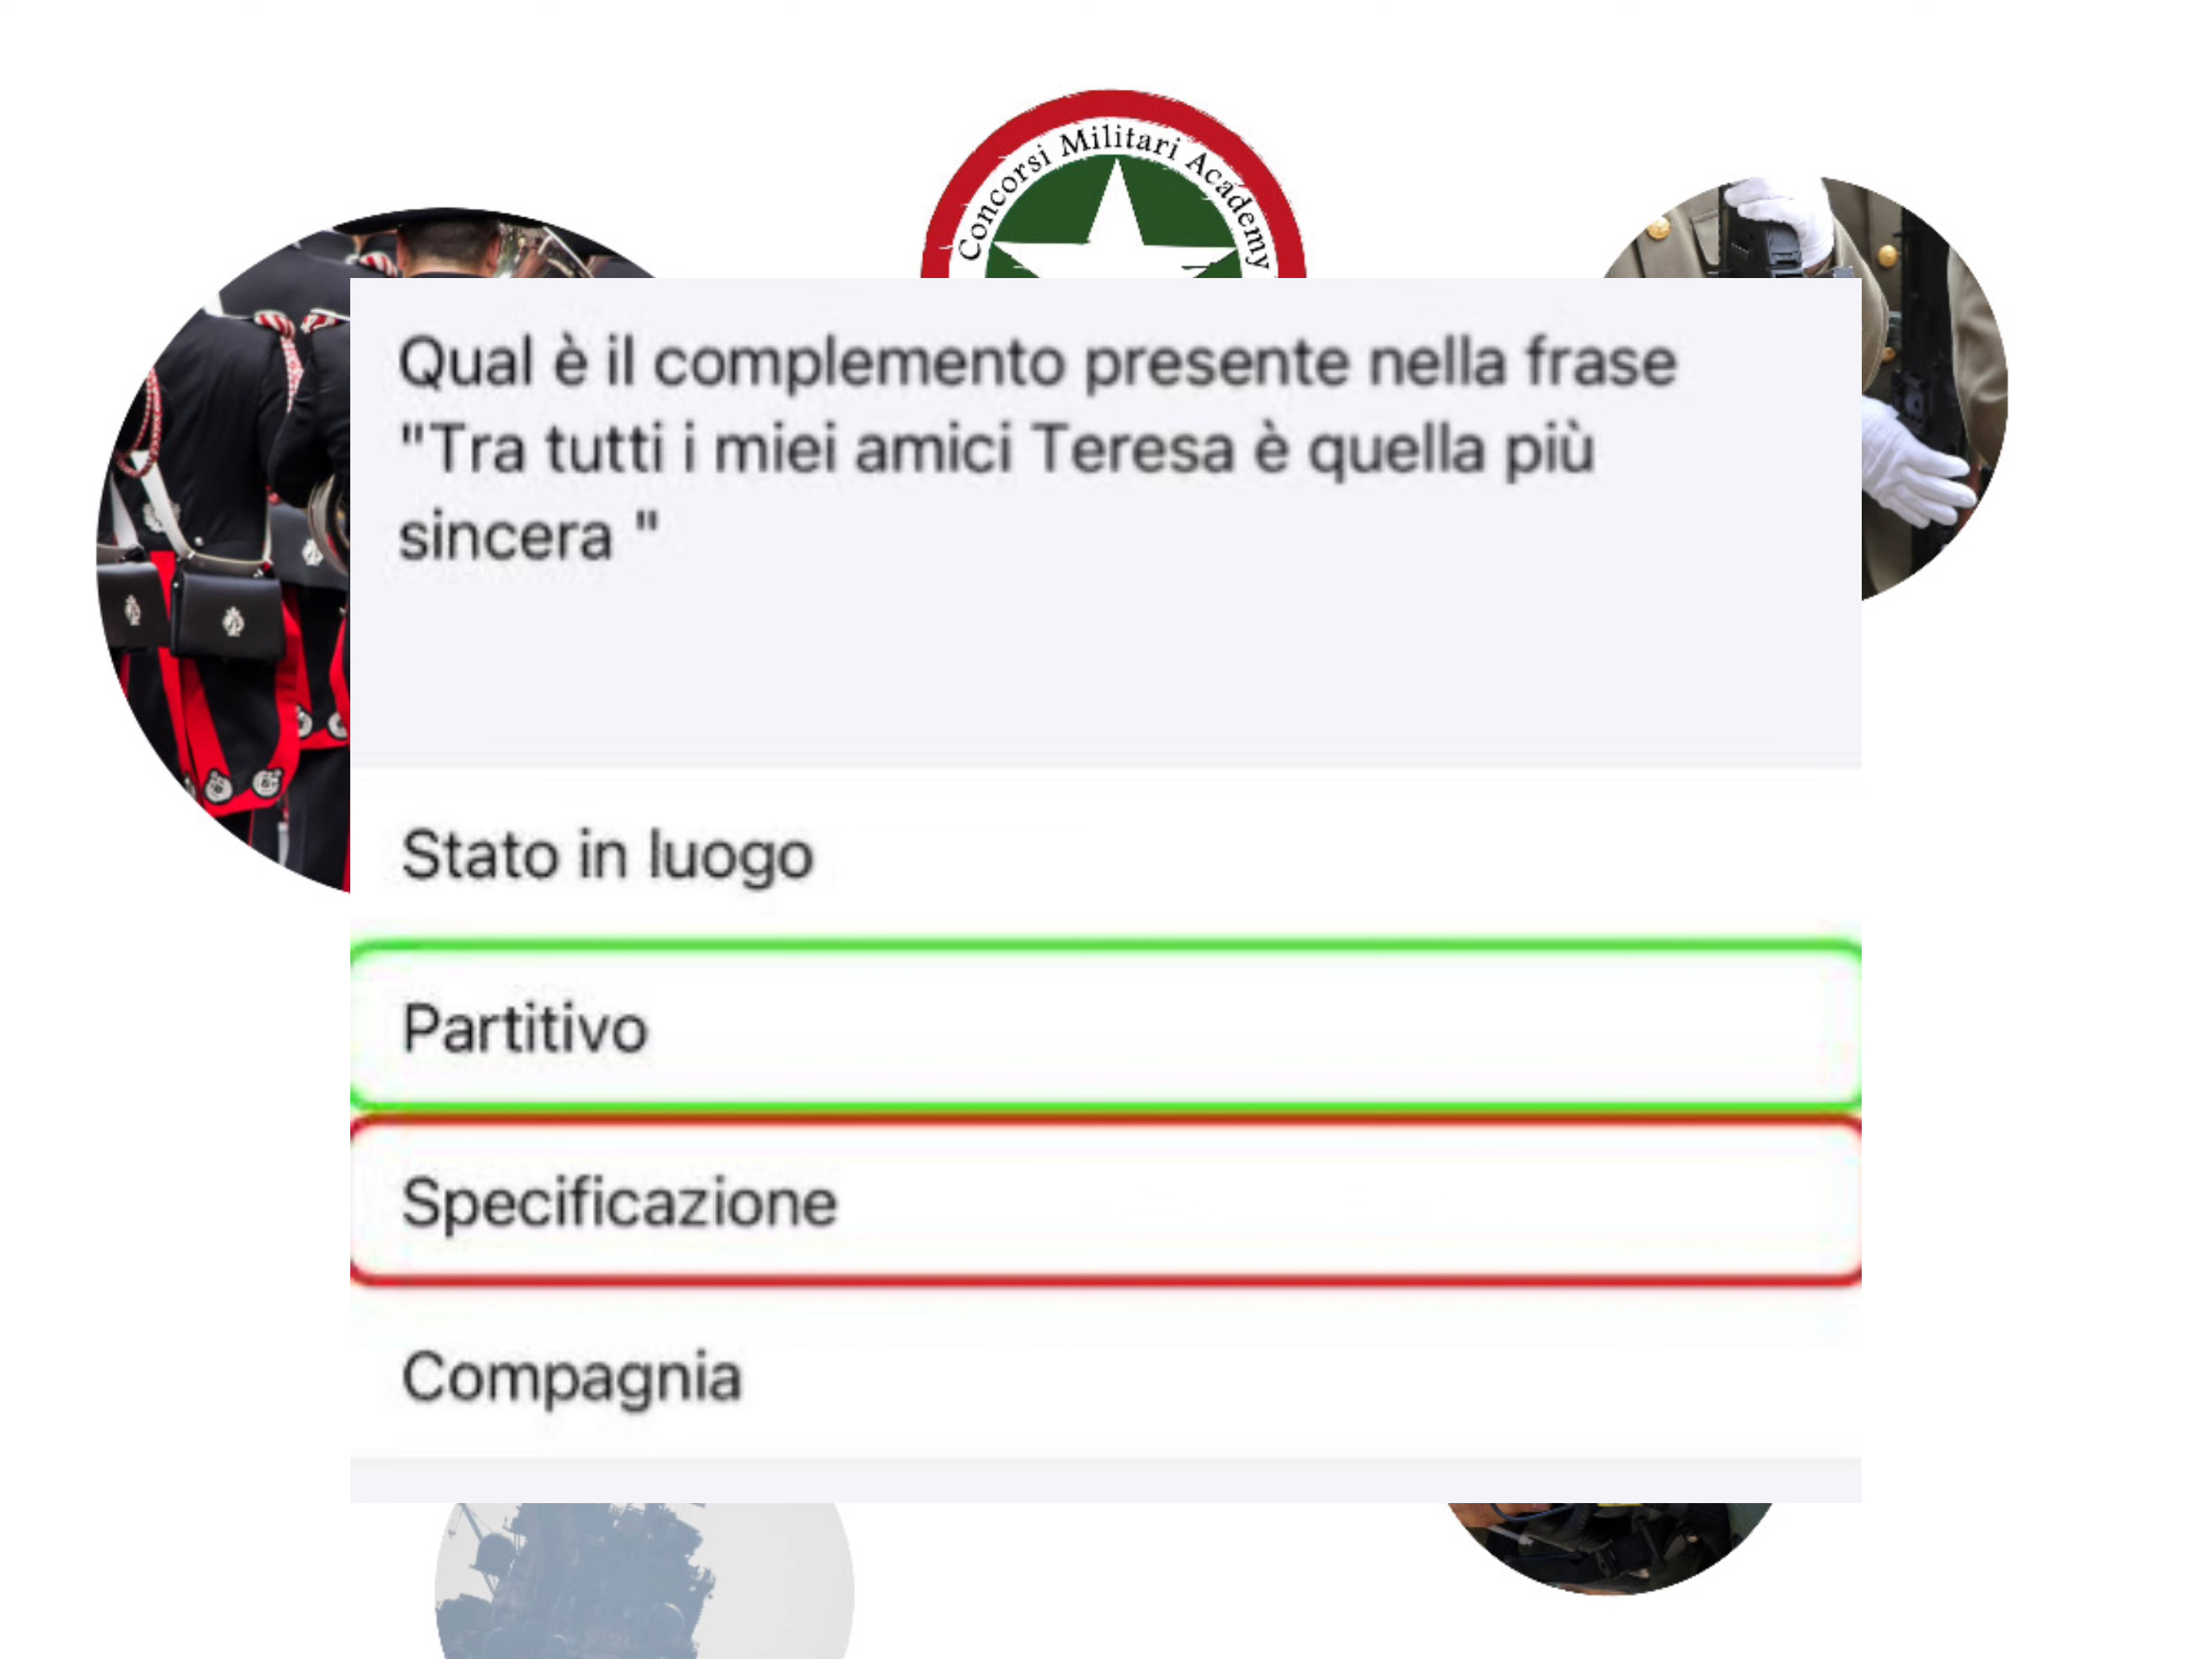 Concorsi Militari Academy
Qual è il complemento presente nella frase
"Tra tutti i miei amici Teresa è quella più
sincera "
Stato in luogo
Partitivo
Specificazione
Compagnia